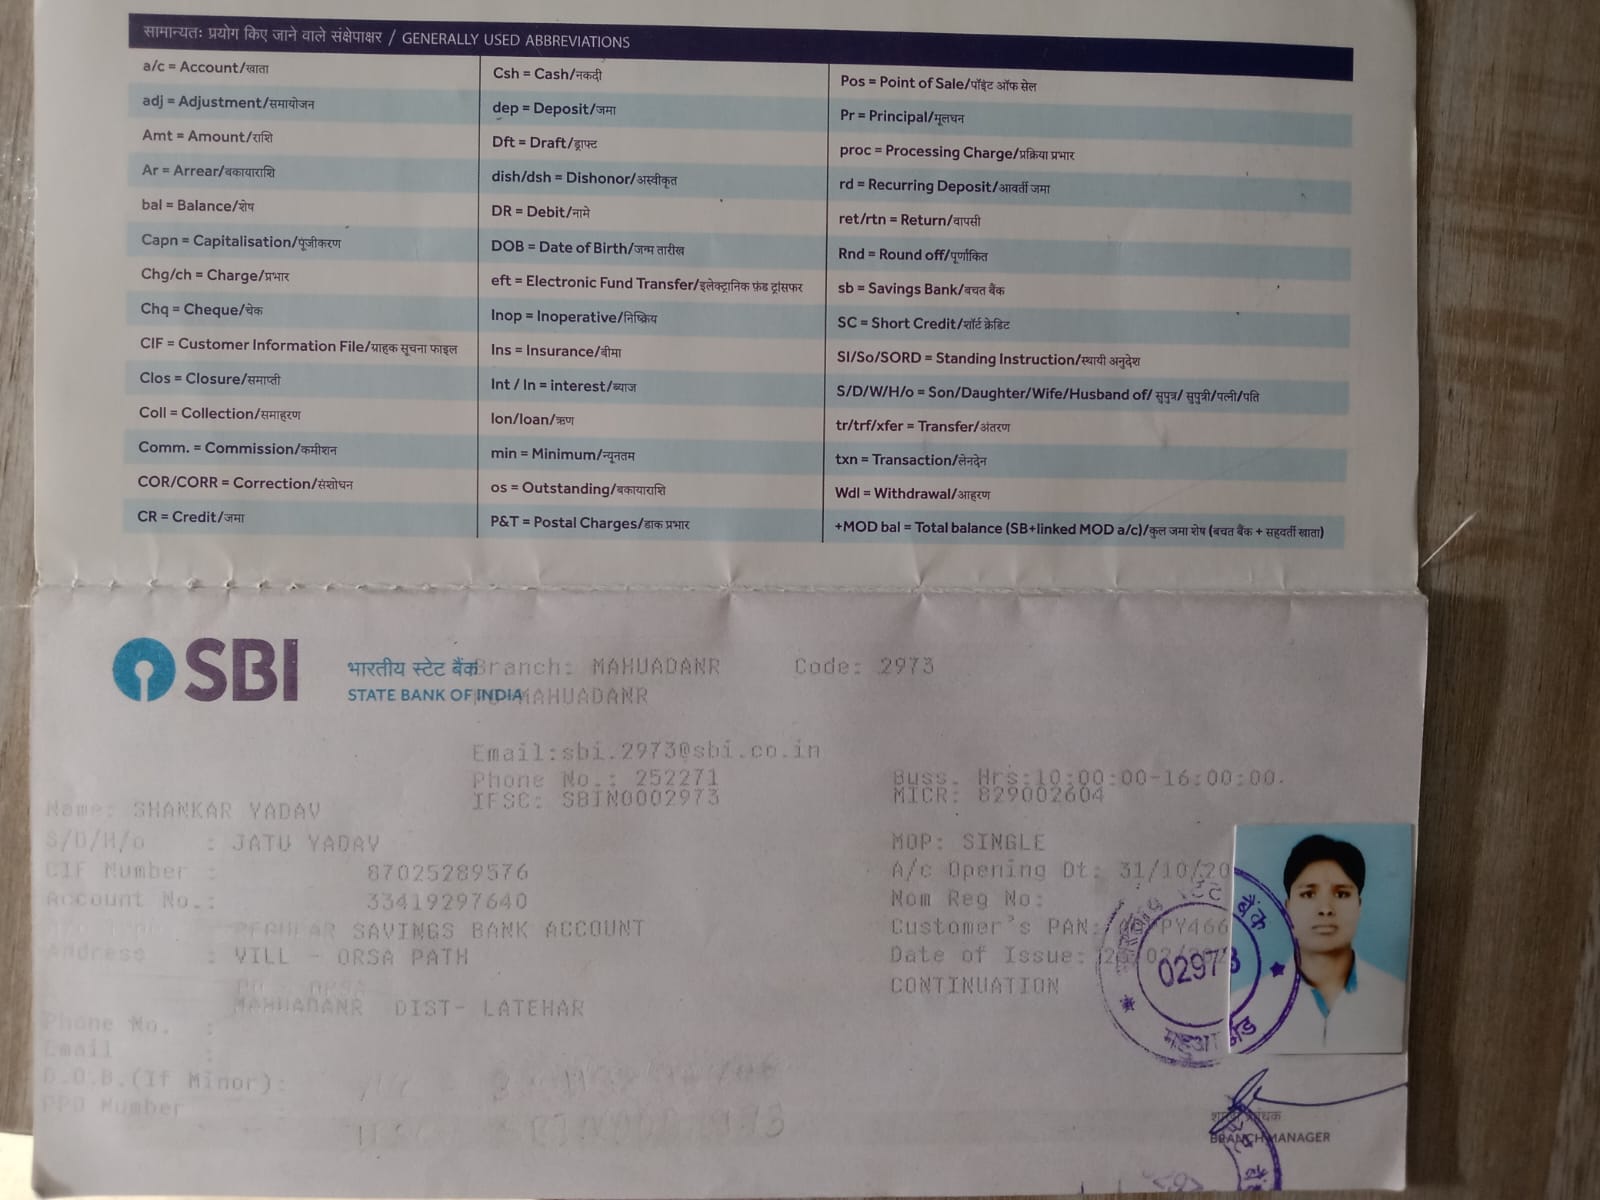 सामान्यतः प्रयोग किए जाने वाले संक्षेपाक्षर / GENERALLY USED ABBREVIATIONS
a/c = Account/खाता
adj = Adjustment/समायोजन
Amt = Amount/राशि
Ar = Arrear/बकायाराशि
bal = Balance/शेष
Capn = Capitalisation/पूंजीकरण
Chg/ch = Charge/प्रभार
Chq = Cheque/चेक
CIF = Customer Information File/ग्राहक सूचना फाइल
Clos = Closure/समाप्ती
Coll = Collection/समाहरण
Comm. = Commission/कमीशन
COR/CORR = Correction/संशोधन
CR = Credit/जमा
Csh = Cash/नकदी
dep = Deposit/जमा
Dft = Draft/ड्राफ्ट
dish/dsh = Dishonor/अस्वीकृत
DR = Debit/नामे
DOB = Date of Birth/जन्म तारीख
eft = Electronic Fund Transfer/इलेक्ट्रानिक फ़ंड ट्रांसफर
Inop = Inoperative/निष्क्रिय
Ins = Insurance/बीमा
Int / In = interest/ब्याज
lon/loan/ऋण
min = Minimum/न्यूनतम
os = Outstanding/बकायाराशि
P&T = Postal Charges/डाक प्रभार
Pos = Point of Sale/पॉइंट ऑफ सेल
Pr = Principal/मूलधन
proc = Processing Charge/प्रक्रिया प्रभार
rd = Recurring Deposit/आवर्ती जमा
ret/rtn = Return/वापसी
Rnd = Round off/पूर्णांकित
sb = Savings Bank/बचत बैंक
SC = Short Credit/शॉर्ट क्रेडिट
SI/So/SORD = Standing Instruction/स्थायी अनुदेश
S/D/W/H/o = Son/Daughter/Wife/Husband of/ सुपुत्र/ सुपुत्री/पत्नी/पति
tr/trf/xfer = Transfer/अंतरण
txn = Transaction/लेनदेन
Wdl = Withdrawal/आहरण
+MOD bal = Total balance (SB+linked MOD a/c)/कुल जमा शेष (बचत बैंक + सहवर्ती खाता)
SBI
भारतीय स्टेट बैंक Branch: MAHUADANR Code: 2973
STATE BANK OF INDIA MAHUADANR
Email:sbi.2973@sbi.co.in
Phone No.: 252271 Buss. Hrs:10:00:00-16:00:00.
IFSC: SBIN0002973 MICR: 829002604
Name: SHANKAR YADAV
S/D/H/o : JATU YADAV MOP: SINGLE
CIF Number : 87025289576 A/c Opening Dt: 31/10/20
Account No.: 33419297640 Nom Reg No:
REGULAR SAVINGS BANK ACCOUNT Customer's PAN: PY466
Address : VILL - ORSA PATH Date of Issue:
PO - ORSA CONTINUATION
MAHUADANR DIST- LATEHAR
Phone No. :
Email :
D.O.B.(If Minor):
PPO Number
02973
BRANCH MANAGER